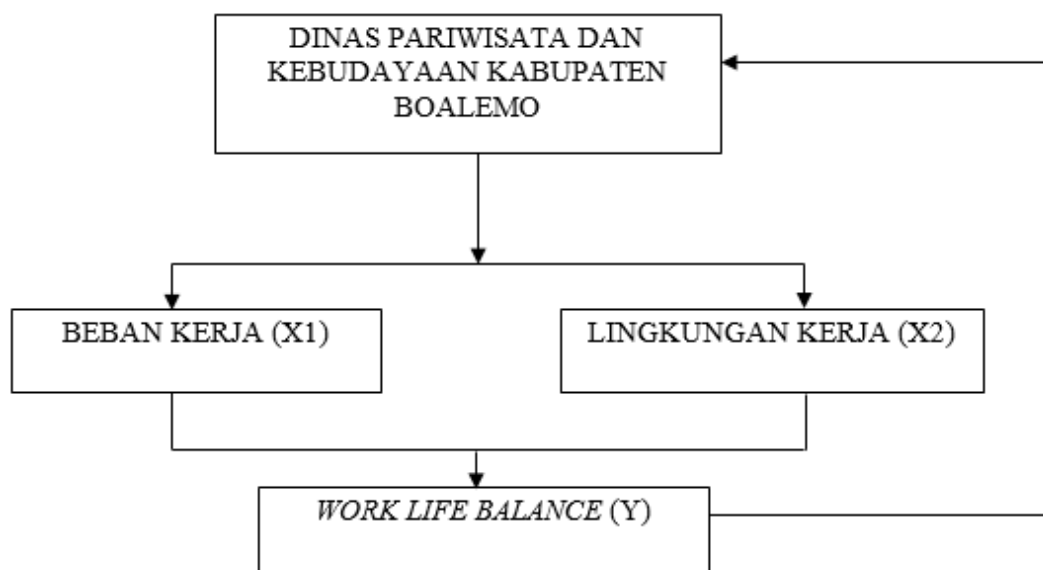 DINAS PARIWISATA DAN
KEBUDAYAAN KABUPATEN
BOALEMO
BEBAN KERJA (X1)
LINGKUNGAN KERJA (X2)
WORK LIFE BALANCE (Y)